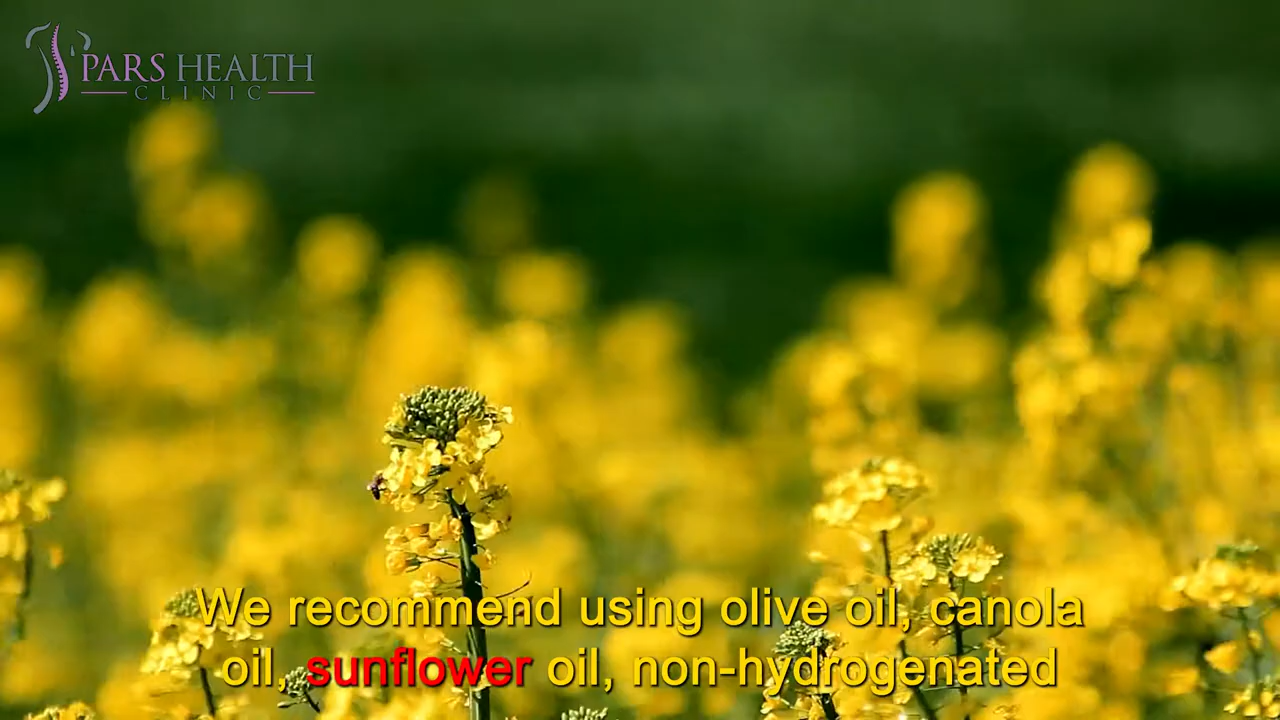 PARS HEALTH
CLINIC
We recommend using olive oil, canola
oil, sunflower oil, non-hydrogenated